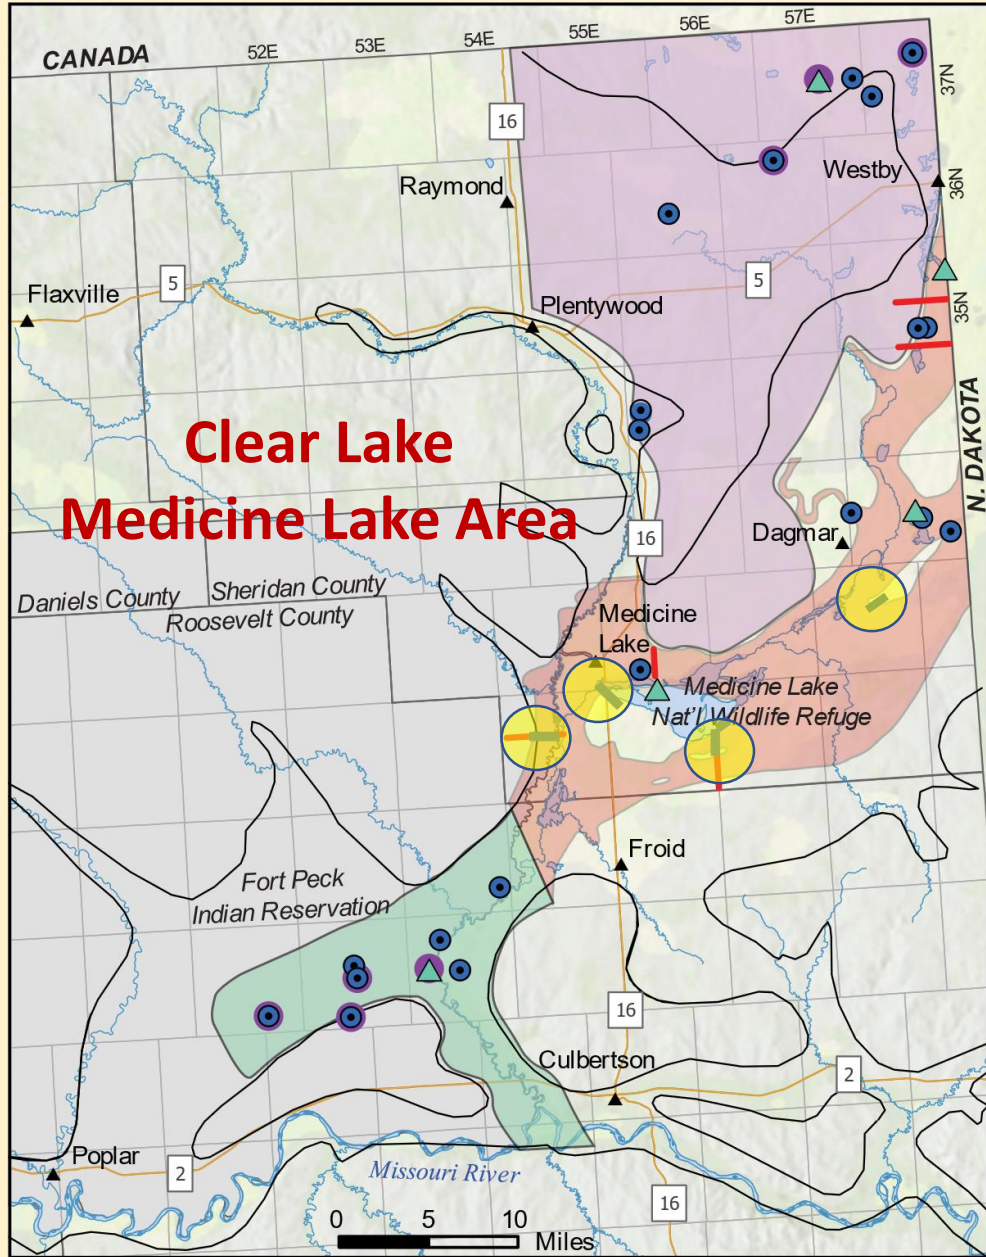 CANADA
52E
53E
54E
55E
56E
57E
37N
16
Raymond
Westby
36N
Flaxville
5
5
35N
Plentywood
Clear Lake
Medicine Lake Area
N. DAKOTA
16
Dagmar
Daniels County
Sheridan County
Roosevelt County
Medicine
Lake
Medicine Lake
Nat'l Wildlife Refuge
Froid
Fort Peck
Indian Reservation
16
Culbertson
2
Poplar
2
Missouri River
16
0
5
10
Miles